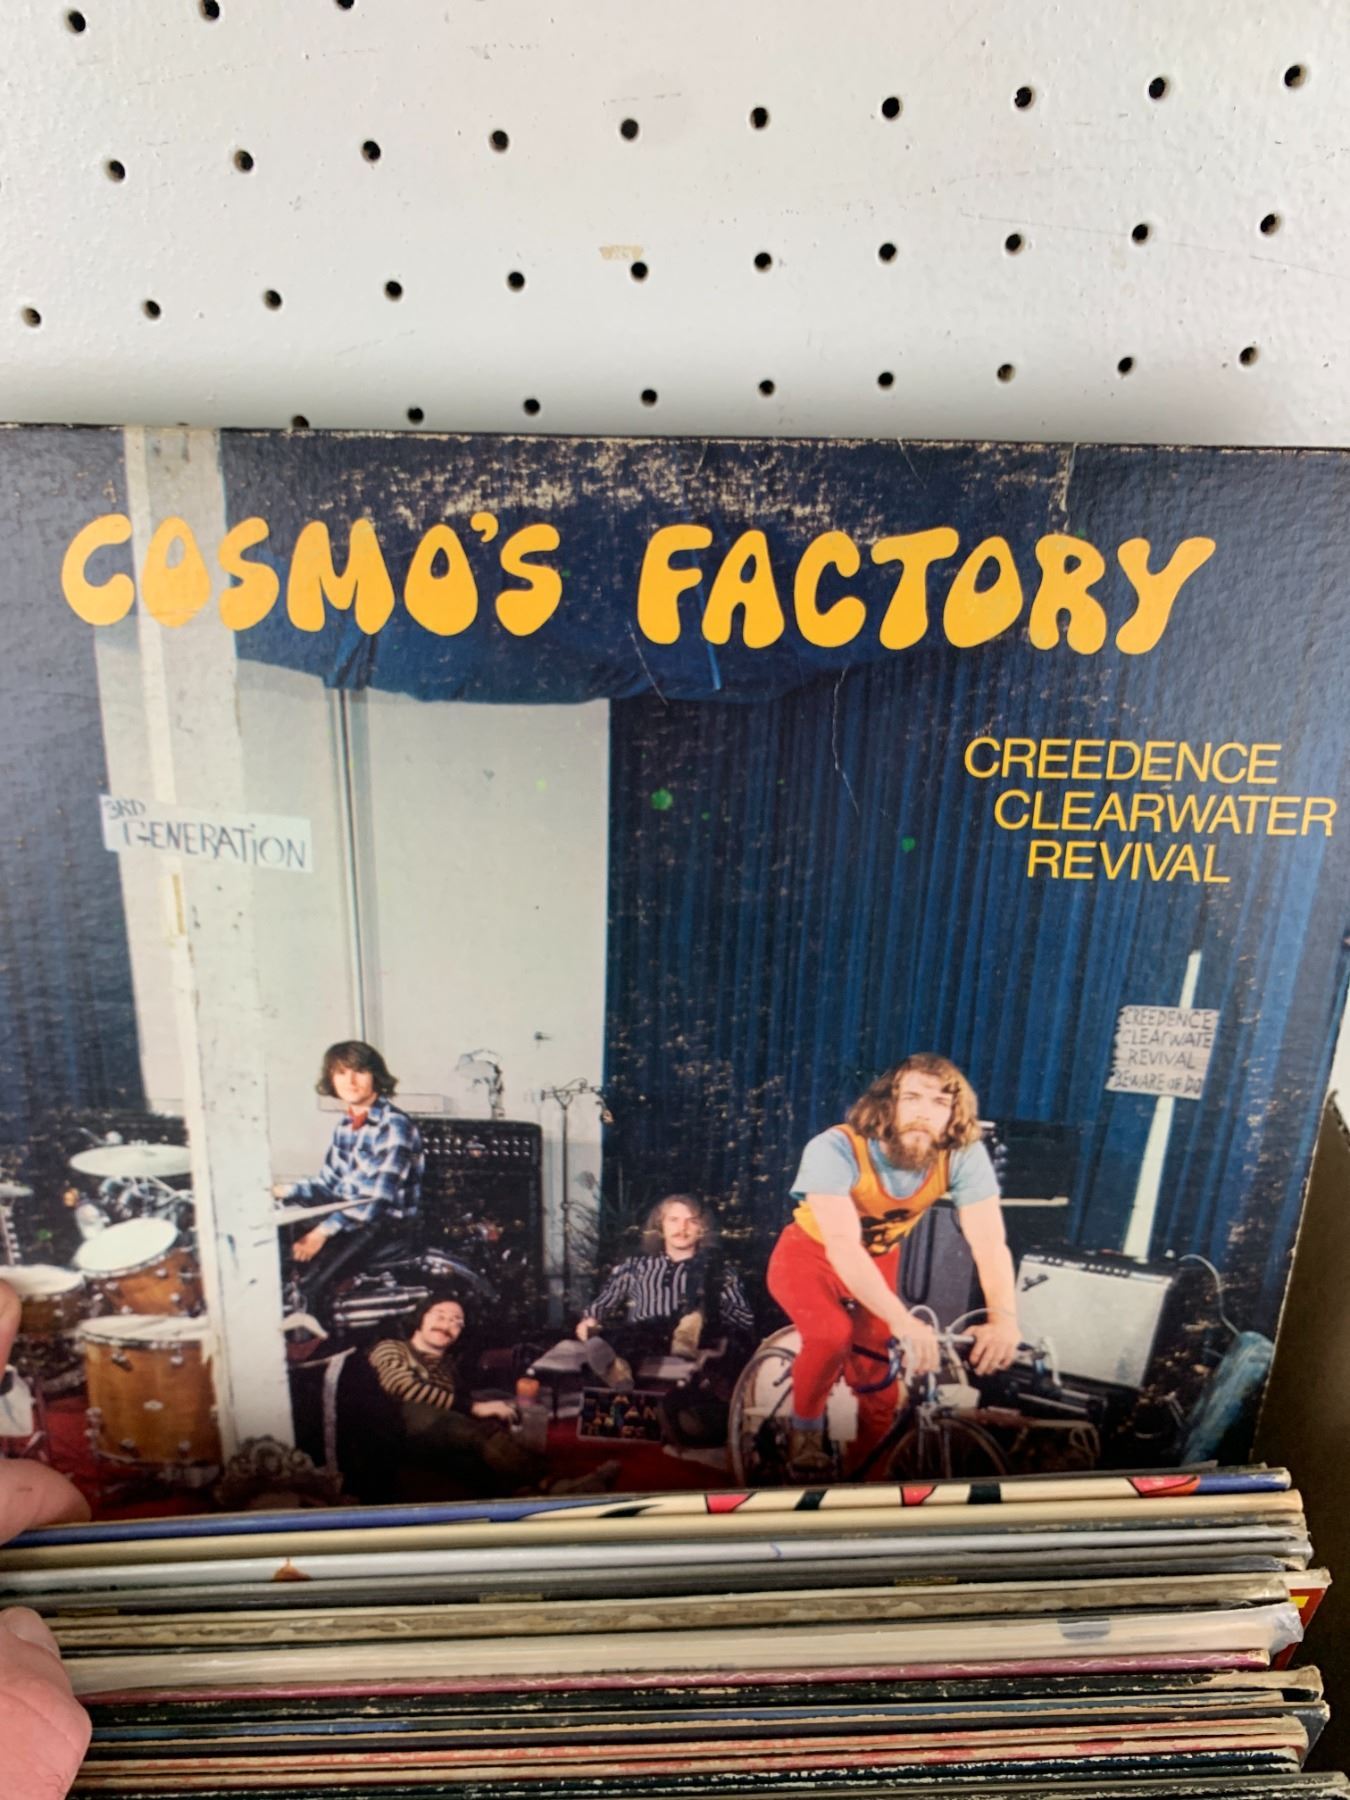 COSMO'S FACTORY
CREEDENCE
CLEARWATER
REVIVAL
3RD
GENERATION
CREEDENCE
CLEARWATE
REVIVAL
BEWARE OF DO